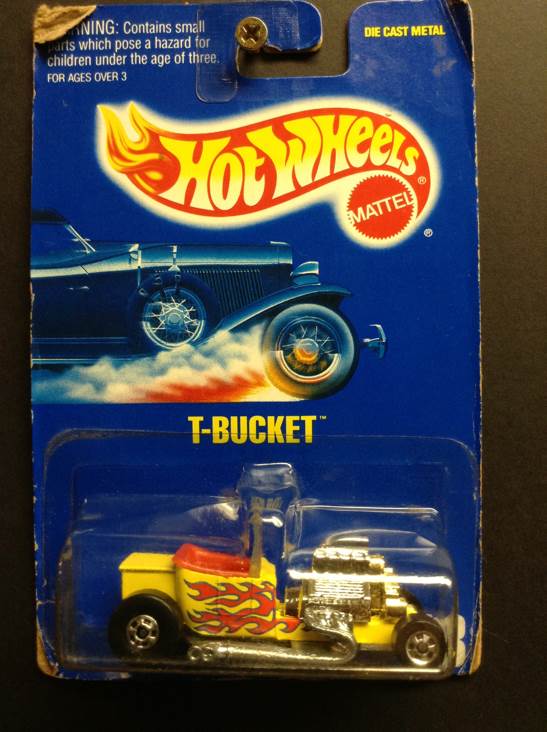 WARNING: Contains small
parts which pose a hazard for
children under the age of three.
FOR AGES OVER 3
DIE CAST METAL
HOT WHEELS ®
MATTEL ®
T-BUCKET™